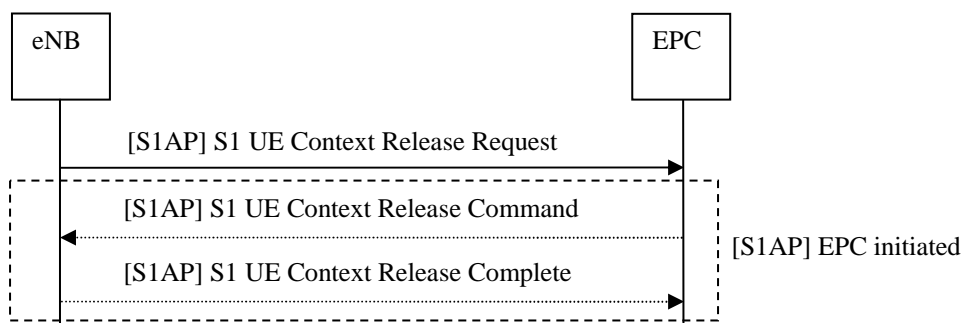 eNB
EPC
[S1AP] S1 UE Context Release Request
[S1AP] S1 UE Context Release Command
[S1AP] EPC initiated
[S1AP] S1 UE Context Release Complete